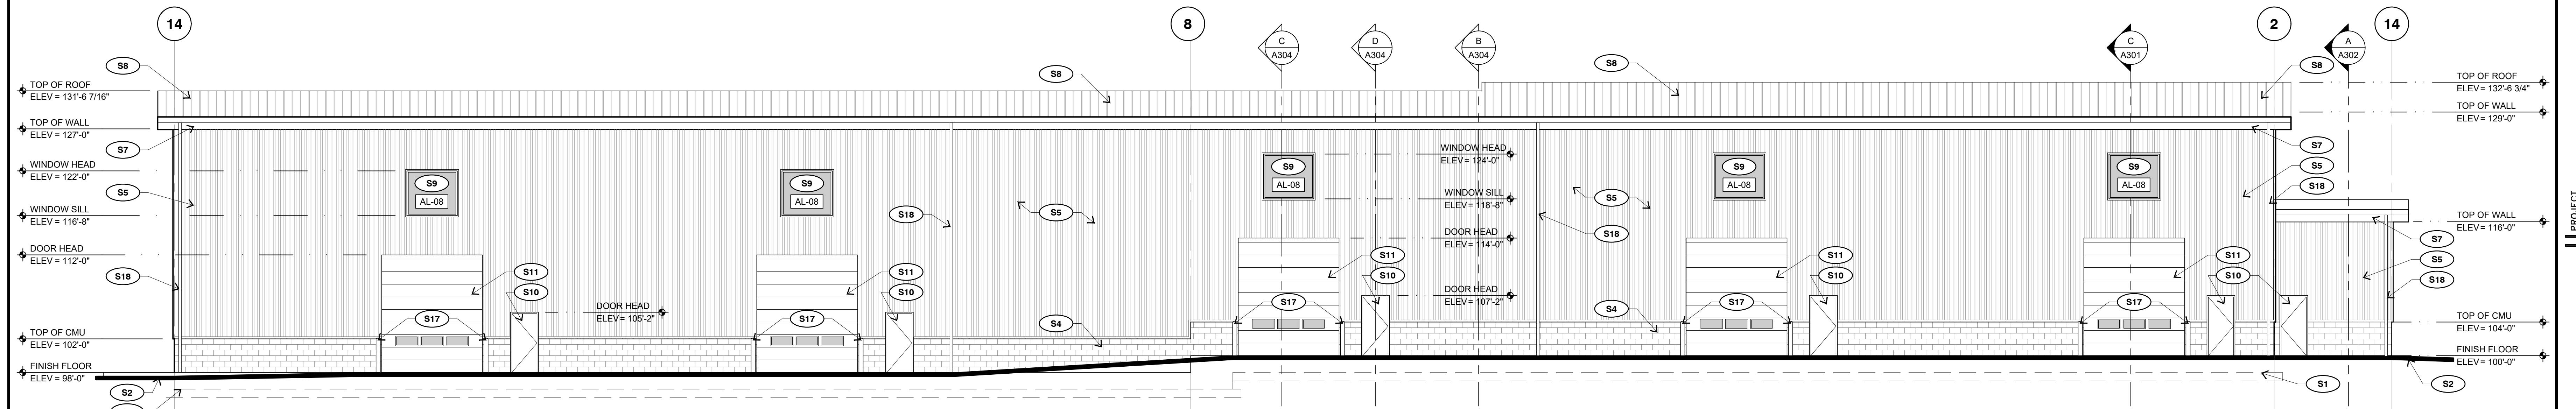 14
8
C
A304
D
A304
B
A304
C
A301
2
A
A302
14
S8
S8
S8
S8
TOP OF ROOF
ELEV = 131'-6 7/16"
TOP OF ROOF
ELEV = 132'-6 3/4"
TOP OF WALL
ELEV = 127'-0"
TOP OF WALL
ELEV = 129'-0"
S7
S7
WINDOW HEAD
ELEV = 122'-0"
WINDOW HEAD
ELEV = 124'-0"
S9
AL-08
S9
AL-08
S9
AL-08
S9
AL-08
S9
AL-08
S5
S5
S5
S5
S18
S18
WINDOW SILL
ELEV = 116'-8"
WINDOW SILL
ELEV = 118'-8"
S18
TOP OF WALL
ELEV = 116'-0"
DOOR HEAD
ELEV = 112'-0"
DOOR HEAD
ELEV = 114'-0"
S7
S5
S18
S18
S11
S10
S11
S10
S11
S10
S11
S10
S11
S10
DOOR HEAD
ELEV = 105'-2"
DOOR HEAD
ELEV = 107'-2"
S17
S17
S17
S17
S17
S4
S4
TOP OF CMU
ELEV = 102'-0"
TOP OF CMU
ELEV = 104'-0"
FINISH FLOOR
ELEV = 98'-0"
FINISH FLOOR
ELEV = 100'-0"
S2
S1
S2
PROJECT